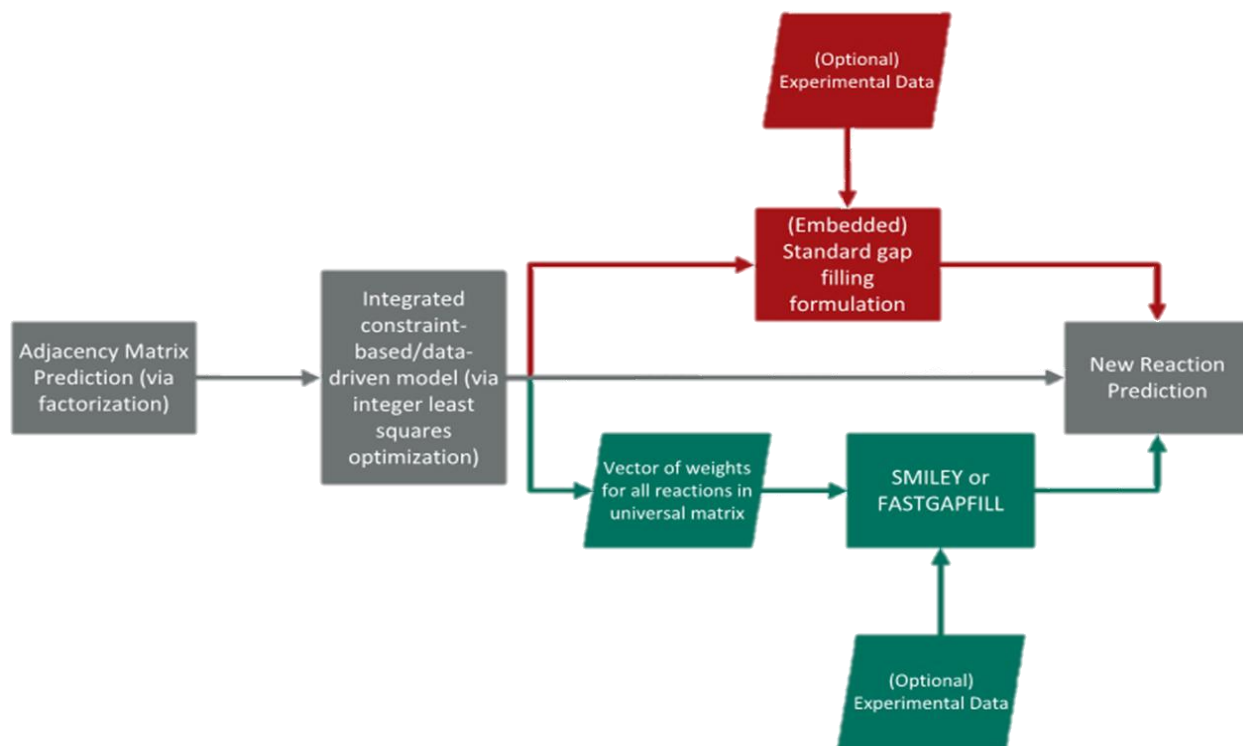 (Optional)
Experimental Data
(Embedded)
Standard gap
filling
formulation
Adjacency Matrix
Prediction (via
factorization)
Integrated
constraint-
based/data-
driven model (via
integer least
squares
optimization)
New Reaction
Prediction
Vector of weights
for all reactions in
universal matrix
SMILEY or
FASTGAPFILL
(Optional)
Experimental Data